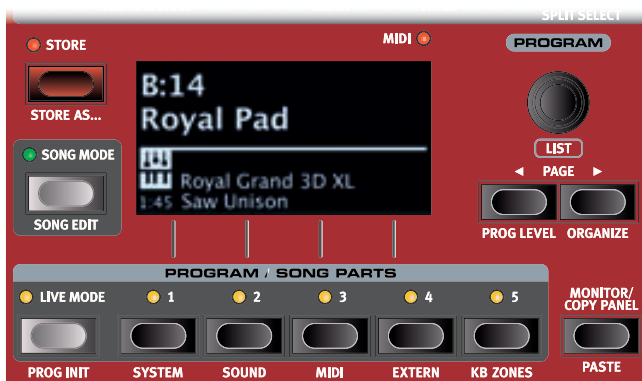 SPLIT SELECT
STORE
MIDI
PROGRAM
B:14
Royal Pad
STORE AS...
SONG MODE
LIST
PAGE
Royal Grand 3D XL
1:45 Saw Unison
SONG EDIT
PROG LEVEL ORGANIZE
PROGRAM / SONG PARTS
LIVE MODE 1 2 3 4 5
MONITOR/
COPY PANEL
PROG INIT SYSTEM SOUND MIDI EXTERN KB ZONES
PASTE